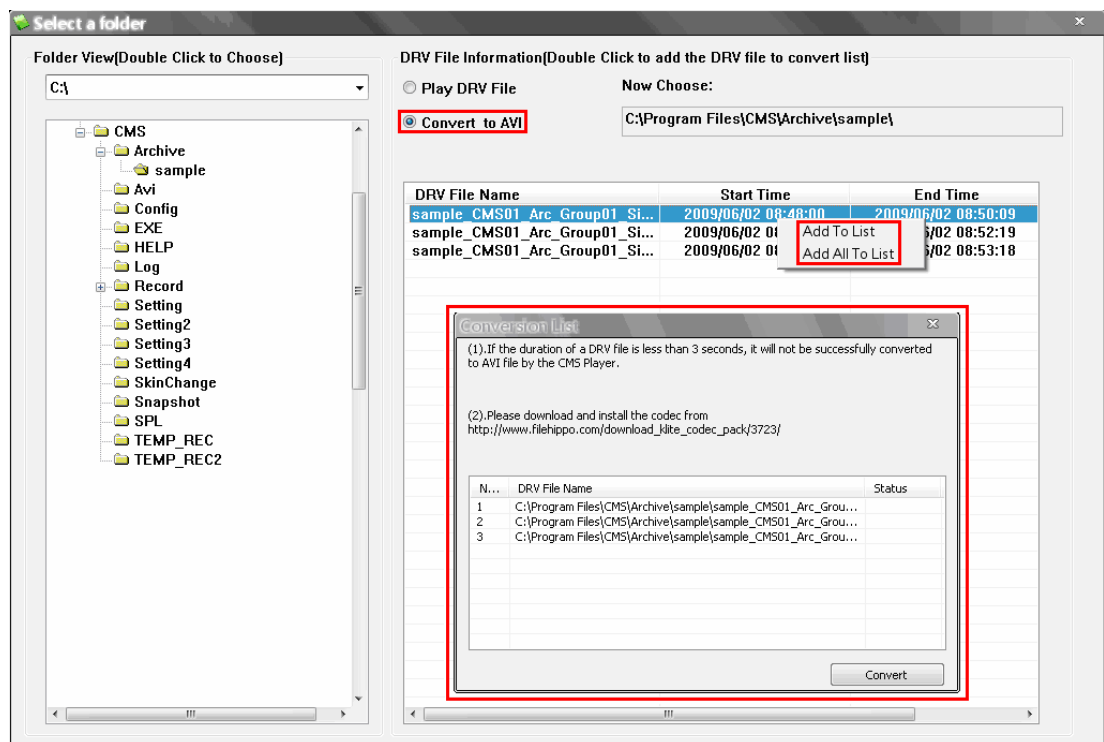 Select a folder
Folder View(Double Click to Choose)
C:\
CMS
Archive
sample
Avi
Config
EXE
HELP
Log
Record
Setting
Setting2
Setting3
Setting4
SkinChange
Snapshot
SPL
TEMP_REC
TEMP_REC2
DRV File Information(Double Click to add the DRV file to convert list)
Play DRV File
Now Choose:
Convert to AVI
C:\Program Files\CMS\Archive\sample\
DRV File Name Start Time End Time
sample_CMS01_Arc_Group01_Si... 2009/06/02 08:48:00 2009/06/02 08:50:09
sample_CMS01_Arc_Group01_Si... 2009/06/02 08:52:19
sample_CMS01_Arc_Group01_Si... 2009/06/02 08:53:18
Add To List
Add All To List
Conversion List
(1).If the duration of a DRV file is less than 3 seconds, it will not be successfully converted
to AVI file by the CMS Player.
(2).Please download and install the codec from
http://www.filehippo.com/download_klite_codec_pack/3723/
N... DRV File Name Status
1 C:\Program Files\CMS\Archive\sample\sample_CMS01_Arc_Grou...
2 C:\Program Files\CMS\Archive\sample\sample_CMS01_Arc_Grou...
3 C:\Program Files\CMS\Archive\sample\sample_CMS01_Arc_Grou...
Convert